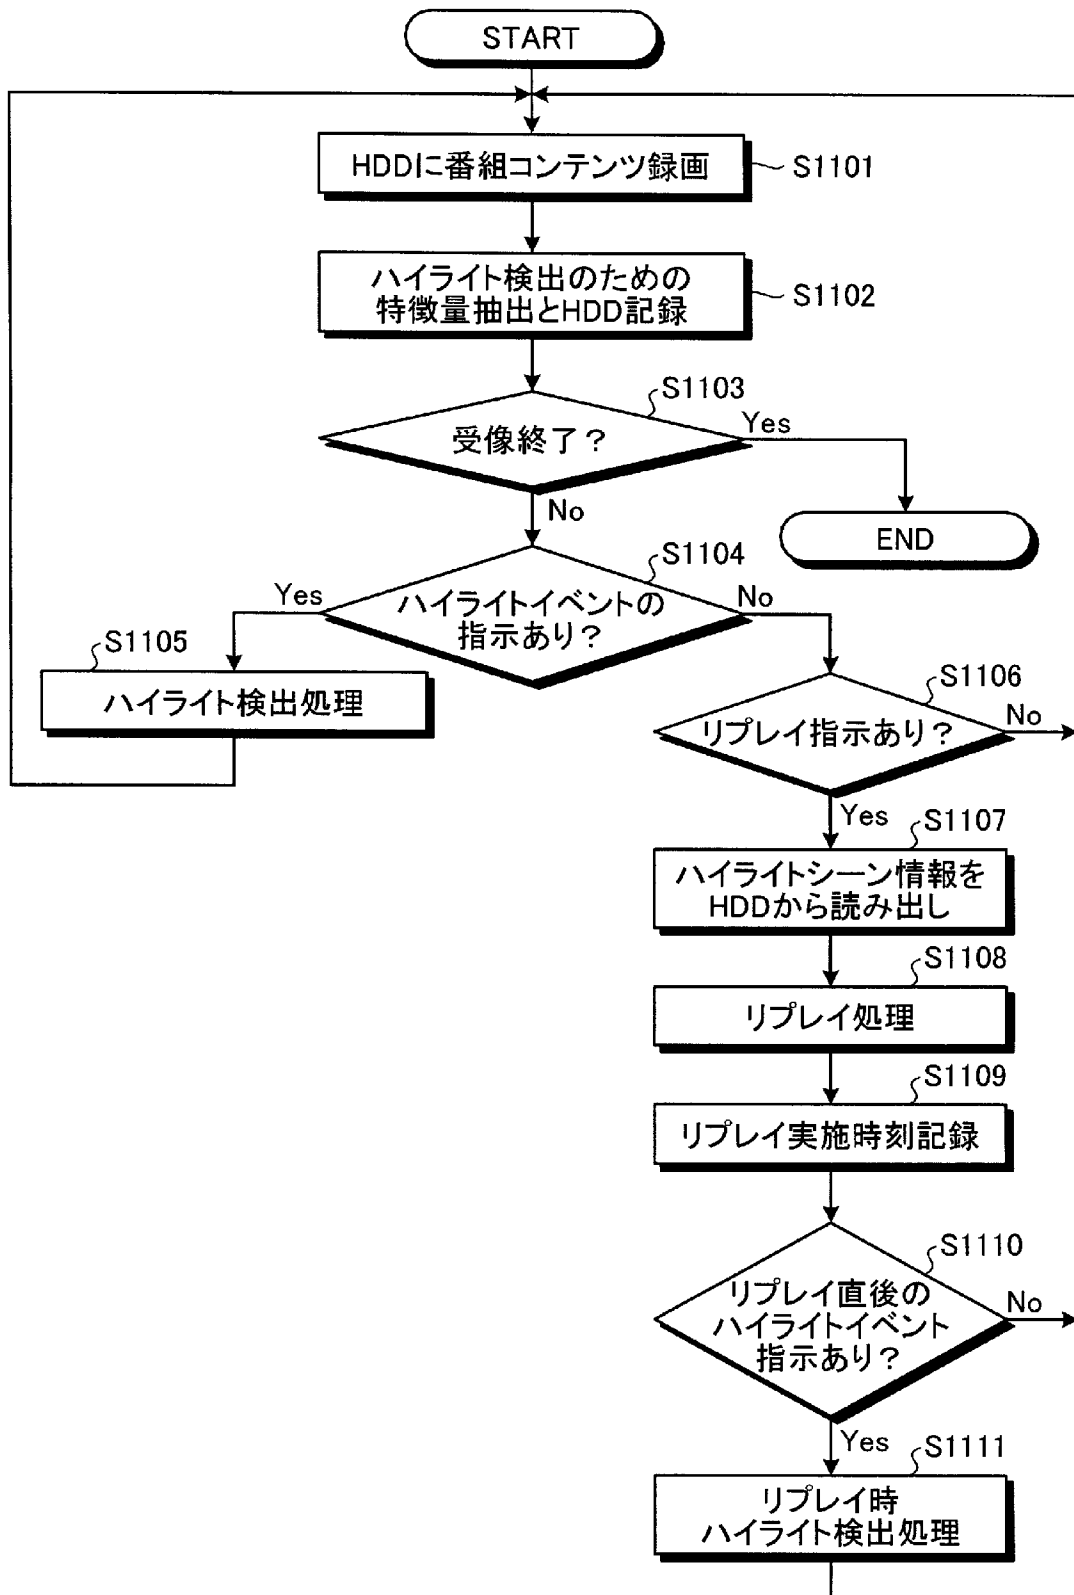 START
HDDに番組コンテンツ録画
S1101
ハイライト検出のための
特徴量抽出とHDD記録
S1102
S1103
受像終了？
Yes
No
END
S1104
ハイライトイベントの
指示あり？
Yes
No
S1105
ハイライト検出処理
S1106
リプレイ指示あり？
No
Yes
S1107
ハイライトシーン情報を
HDDから読み出し
S1108
リプレイ処理
S1109
リプレイ実施時刻記録
S1110
リプレイ直後の
ハイライトイベント
指示あり？
No
Yes
S1111
リプレイ時
ハイライト検出処理